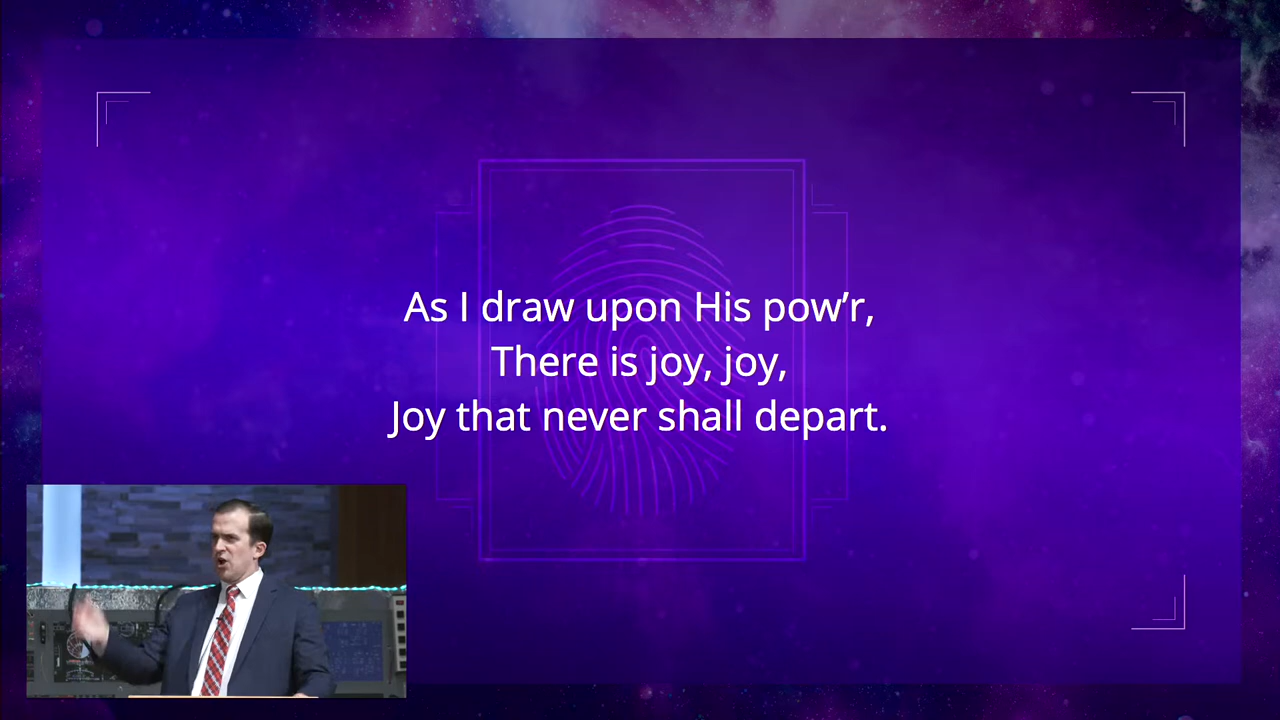 As I draw upon His pow’r,
There is joy, joy,
Joy that never shall depart.